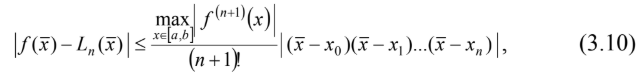 |f(x̅) − Lₙ(x̅)| ≤ max_{x∈[a,b]} |f⁽ⁿ⁺¹⁾(x)| / (n+1)! |(x̅ − x₀)(x̅ − x₁)...(x̅ − xₙ)|, (3.10)